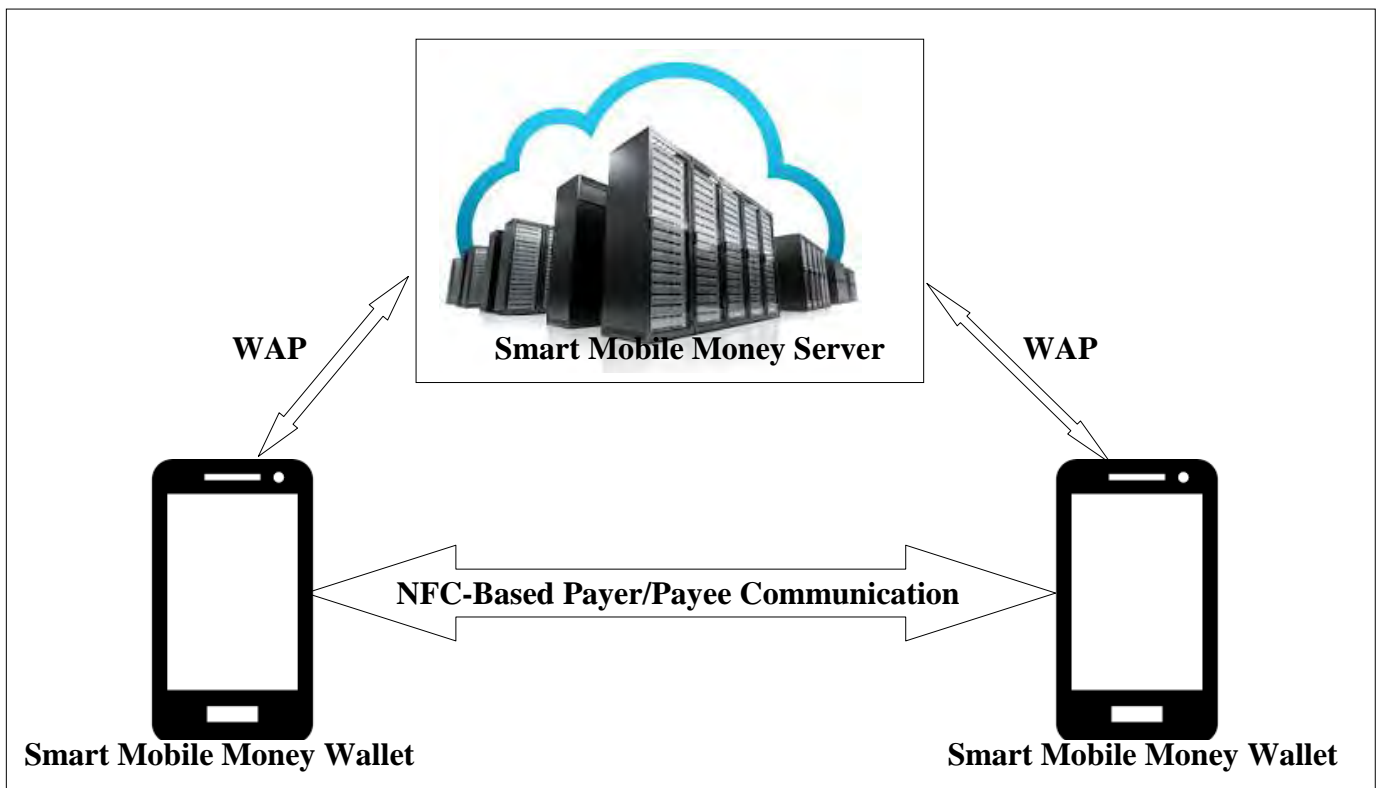 WAP
Smart Mobile Money Server
WAP
NFC-Based Payer/Payee Communication
Smart Mobile Money Wallet
Smart Mobile Money Wallet